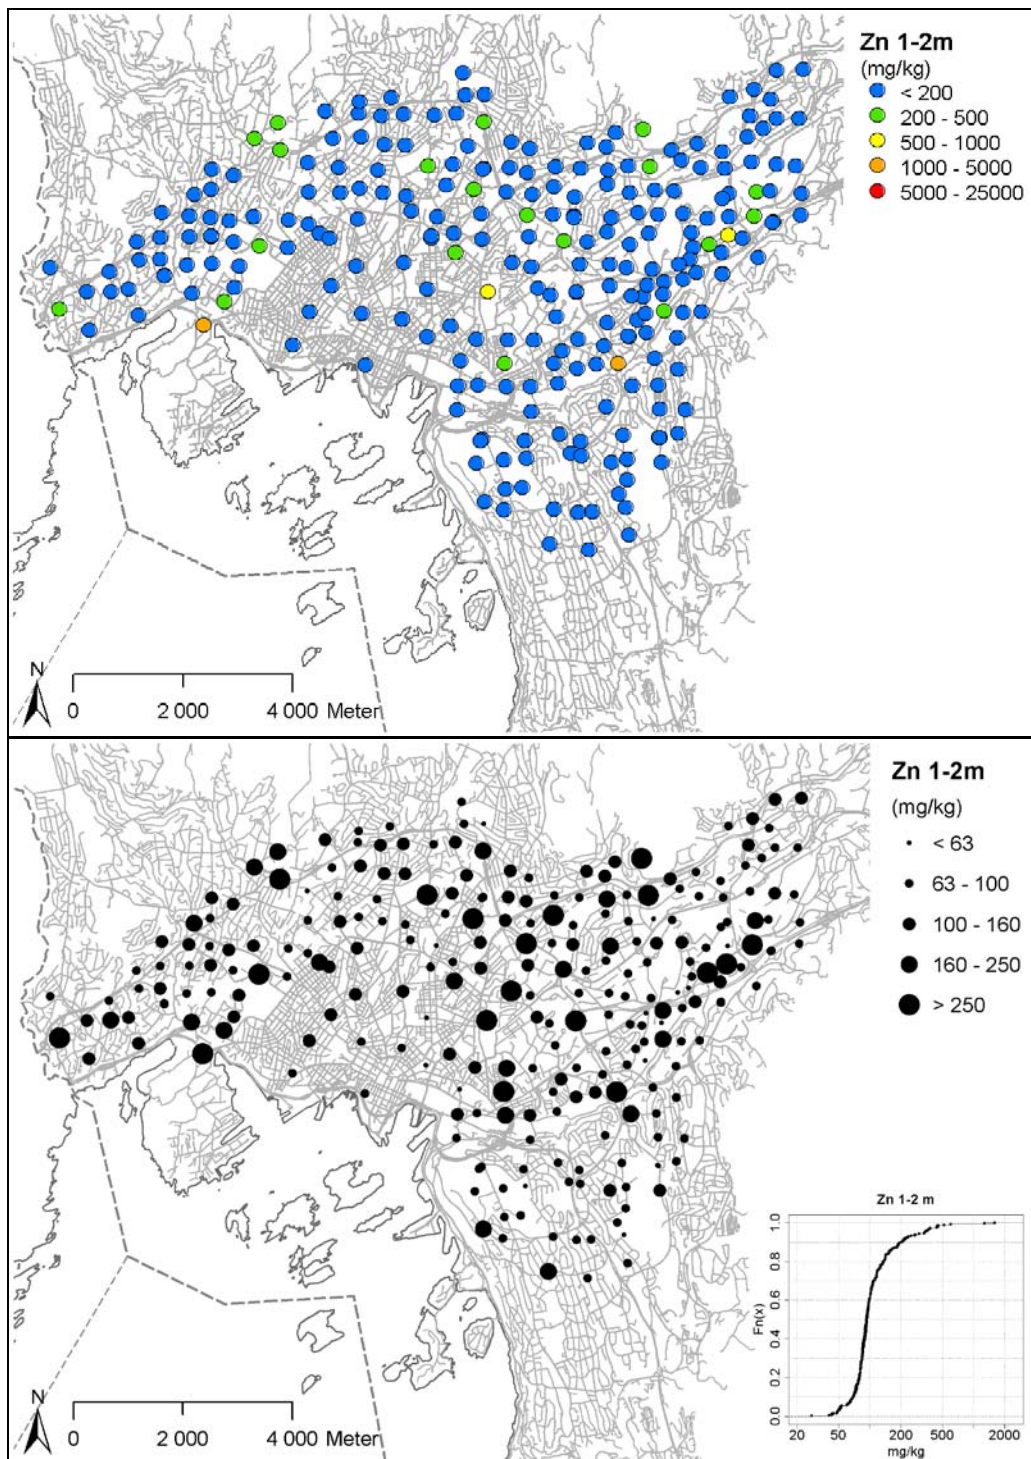 Zn 1-2m
(mg/kg)
< 200
200 - 500
500 - 1000
1000 - 5000
5000 - 25000
N
0 2 000 4 000 Meter
Zn 1-2m
(mg/kg)
< 63
63 - 100
100 - 160
160 - 250
> 250
N
0 2 000 4 000 Meter
Zn 1-2 m
Fn(x)
1.0
0.8
0.6
0.4
0.2
0.0
20 50 200 500 2000
mg/kg